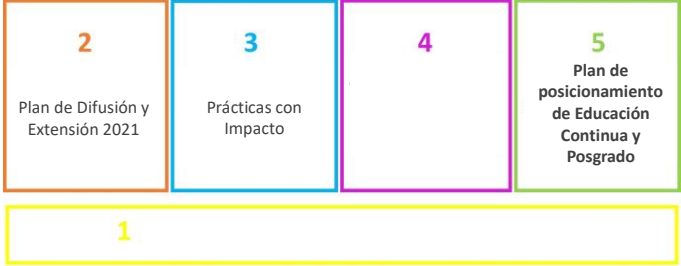 2
Plan de Difusión y
Extensión 2021
3
Prácticas con
Impacto
4
5
Plan de
posicionamiento
de Educación
Continua y
Posgrado
1